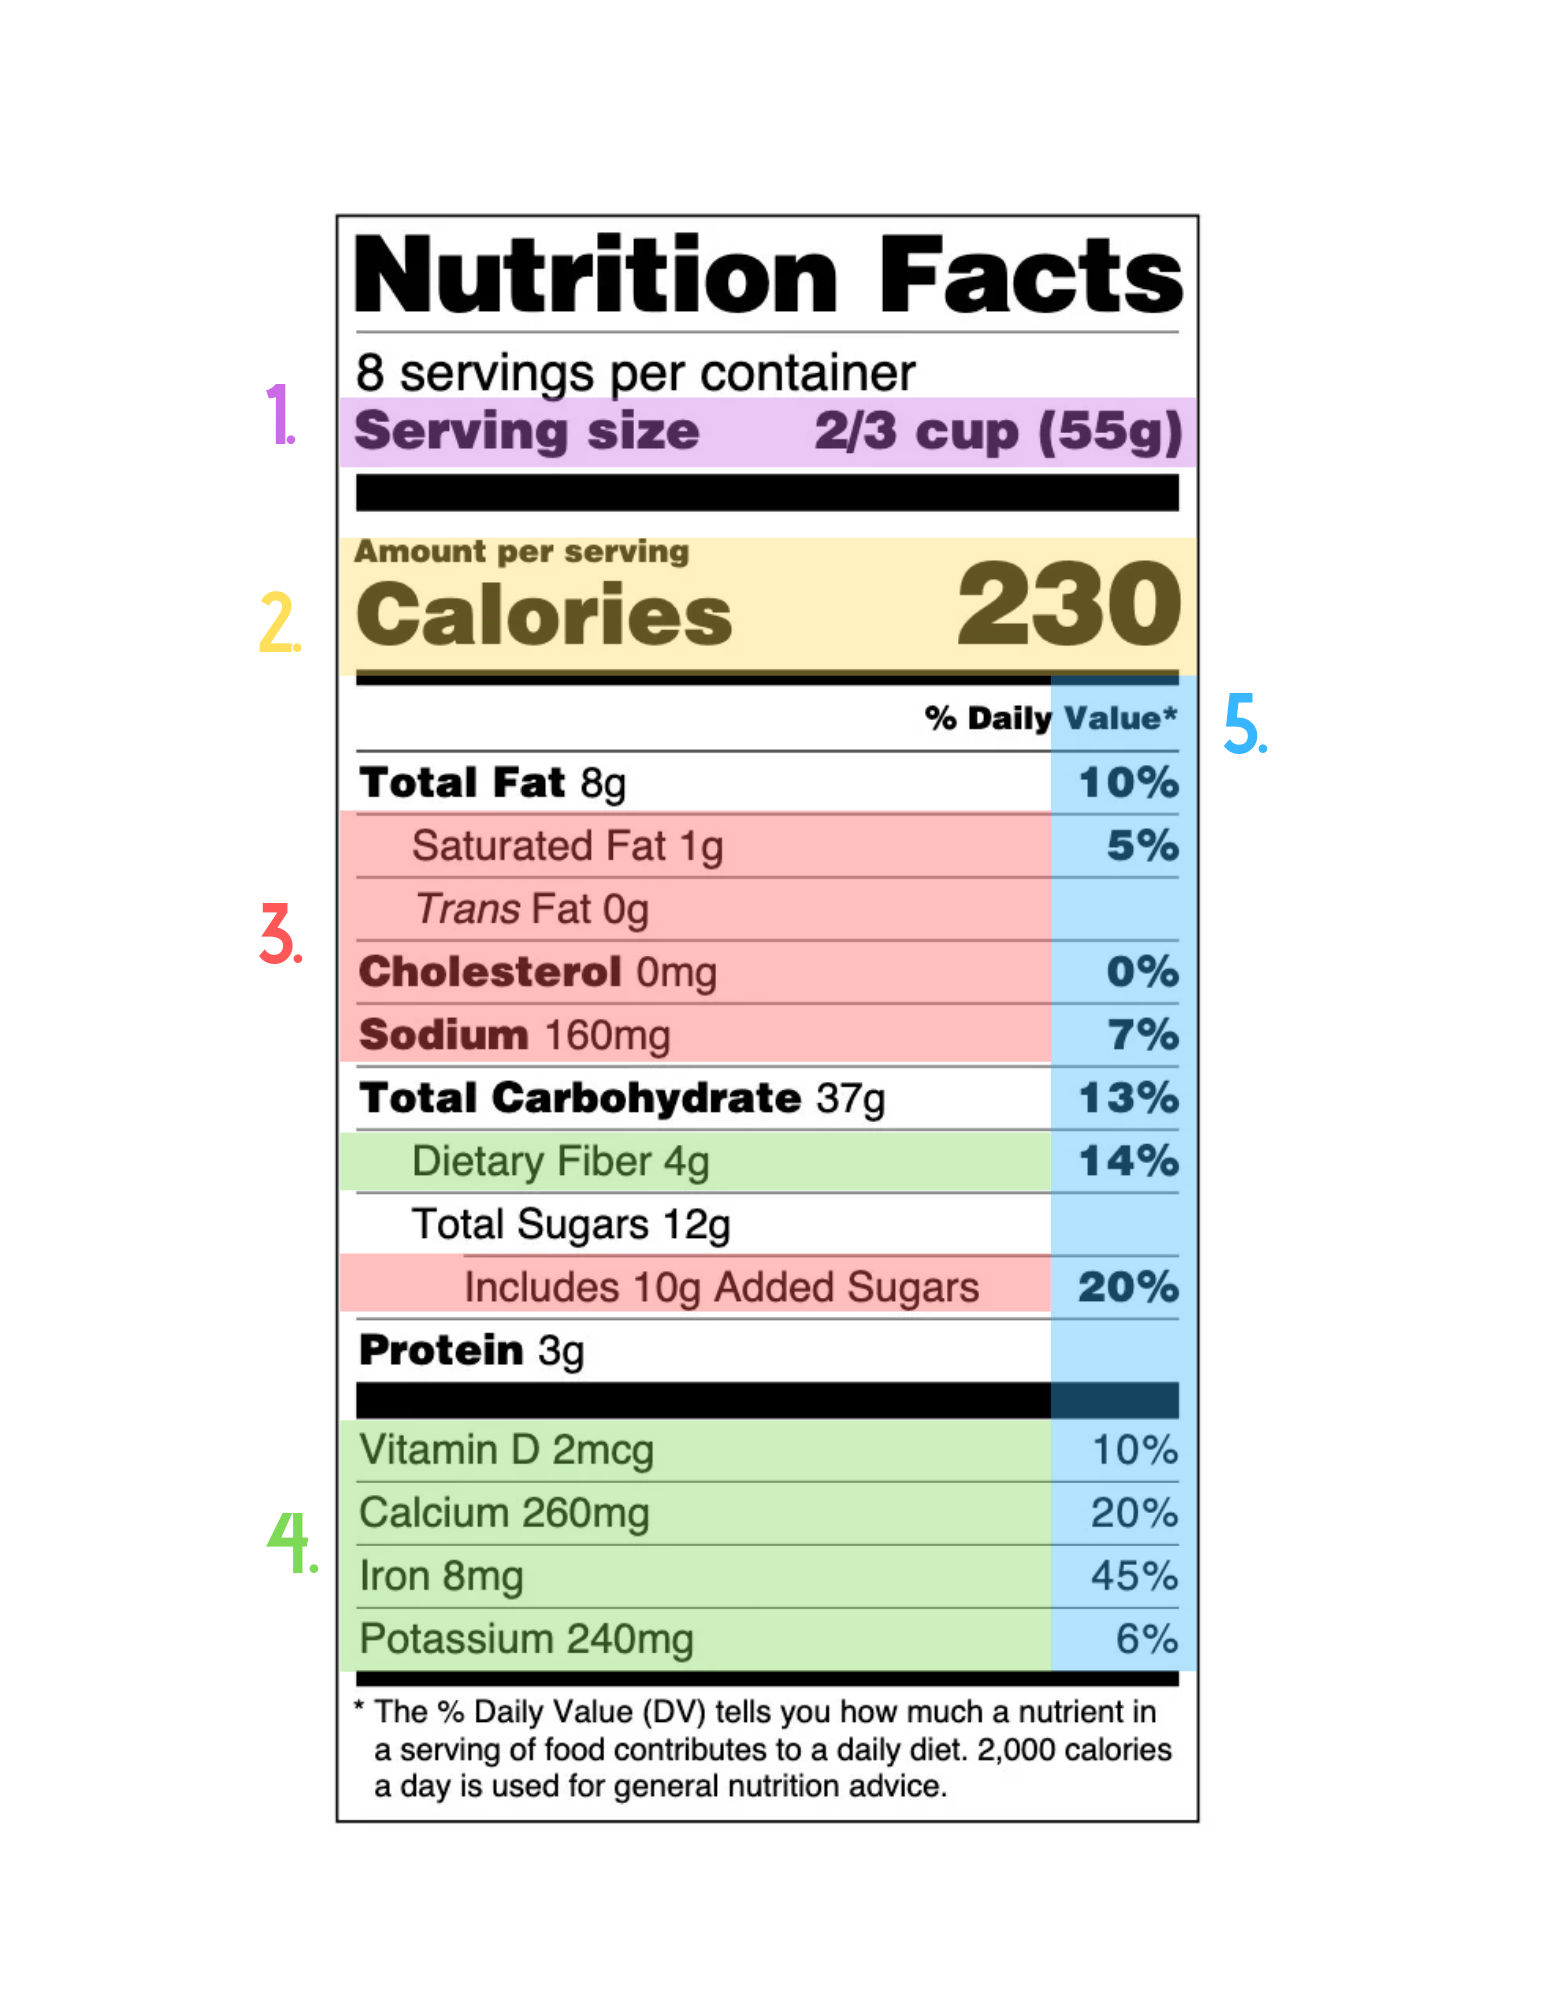 Nutrition Facts
8 servings per container
1.
Serving size 2/3 cup (55g)
Amount per serving
2.
Calories 230
% Daily Value*
5.
Total Fat 8g 10%
Saturated Fat 1g 5%
Trans Fat 0g
3.
Cholesterol 0mg 0%
Sodium 160mg 7%
Total Carbohydrate 37g 13%
Dietary Fiber 4g 14%
Total Sugars 12g
Includes 10g Added Sugars 20%
Protein 3g
Vitamin D 2mcg 10%
Calcium 260mg 20%
4.
Iron 8mg 45%
Potassium 240mg 6%
* The % Daily Value (DV) tells you how much a nutrient in
a serving of food contributes to a daily diet. 2,000 calories
a day is used for general nutrition advice.